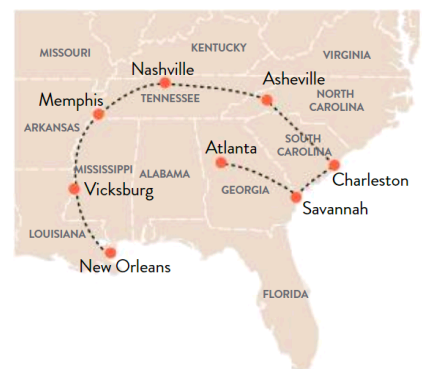 MISSOURI
KENTUCKY
VIRGINIA
Nashville
Asheville
Memphis
TENNESSEE
NORTH
CAROLINA
ARKANSAS
Atlanta
SOUTH
CAROLINA
MISSISSIPPI
ALABAMA
Charleston
Vicksburg
GEORGIA
Savannah
LOUISIANA
New Orleans
FLORIDA